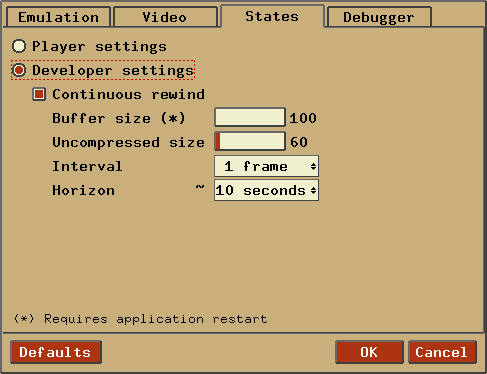 Emulation Video States Debugger
Player settings
Developer settings
Continuous rewind
Buffer size (*) 100
Uncompressed size 60
Interval 1 frame
Horizon ~ 10 seconds
(*) Requires application restart
Defaults OK Cancel